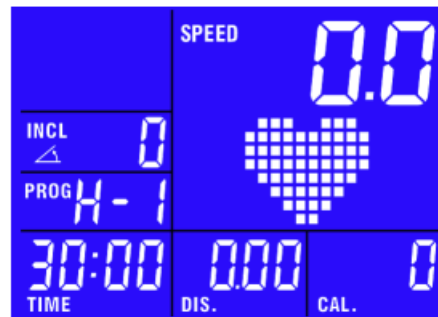 SPEED 0.0
INCL 0
PROG H-1
30:00 0.00 0
TIME DIS. CAL.